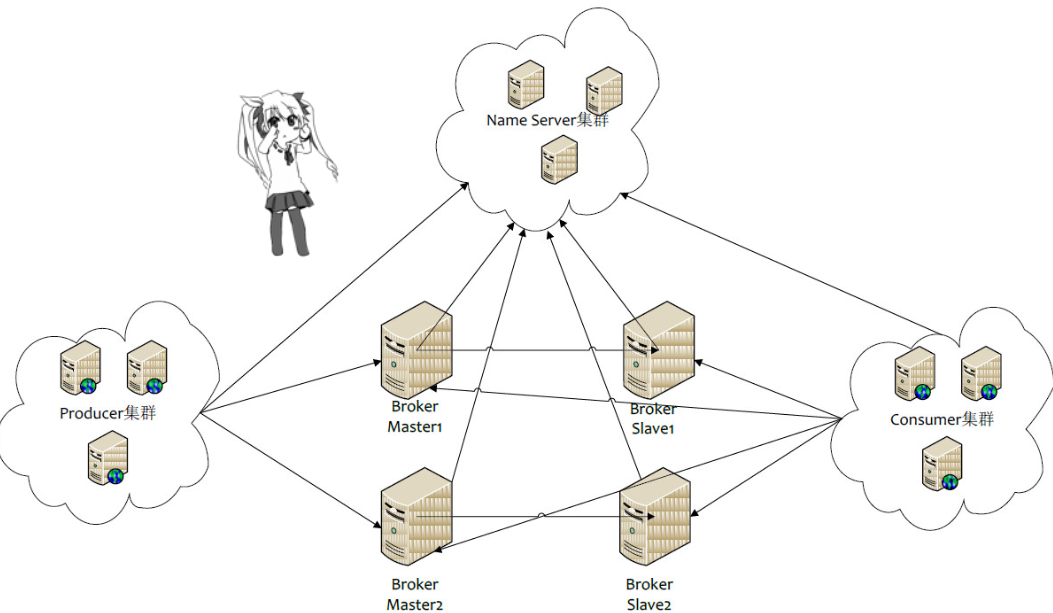 Name Server集群
Producer集群
Broker
Master1
Broker
Slave1
Consumer集群
Broker
Master2
Broker
Slave2